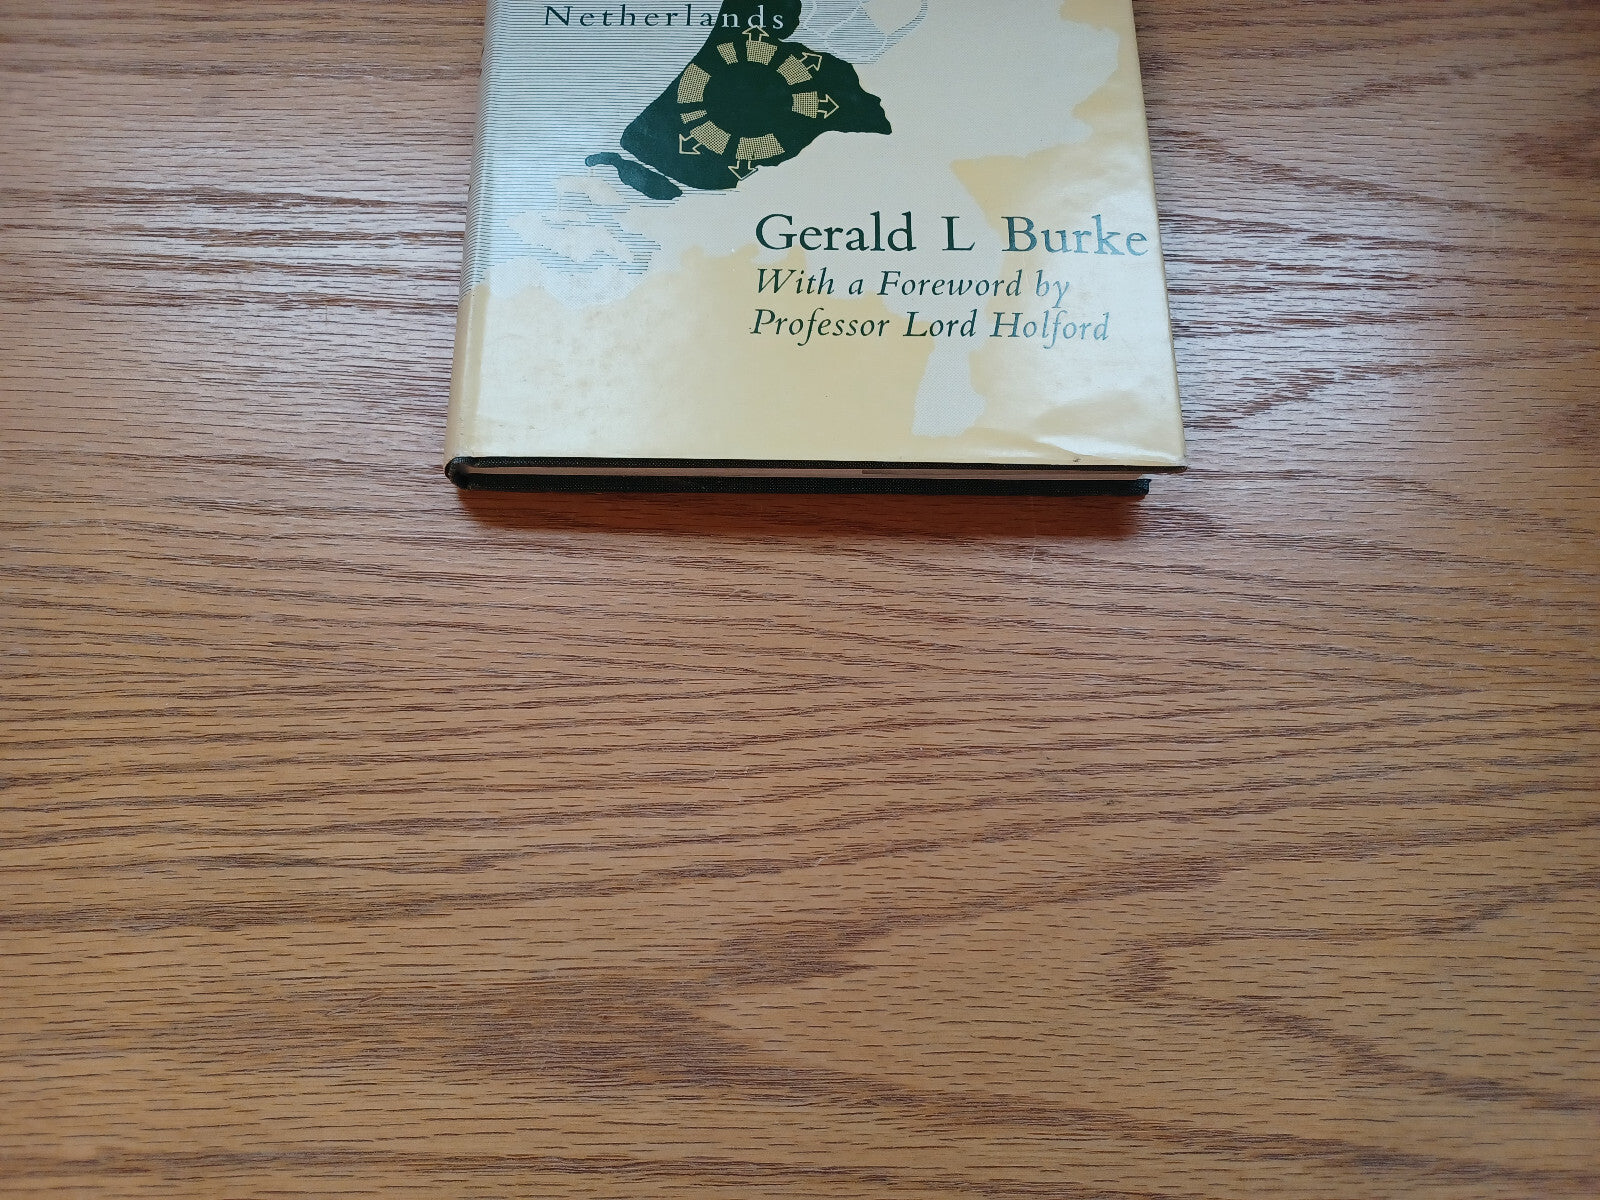 Netherlands
Gerald L Burke
With a Foreword by
Professor Lord Holford